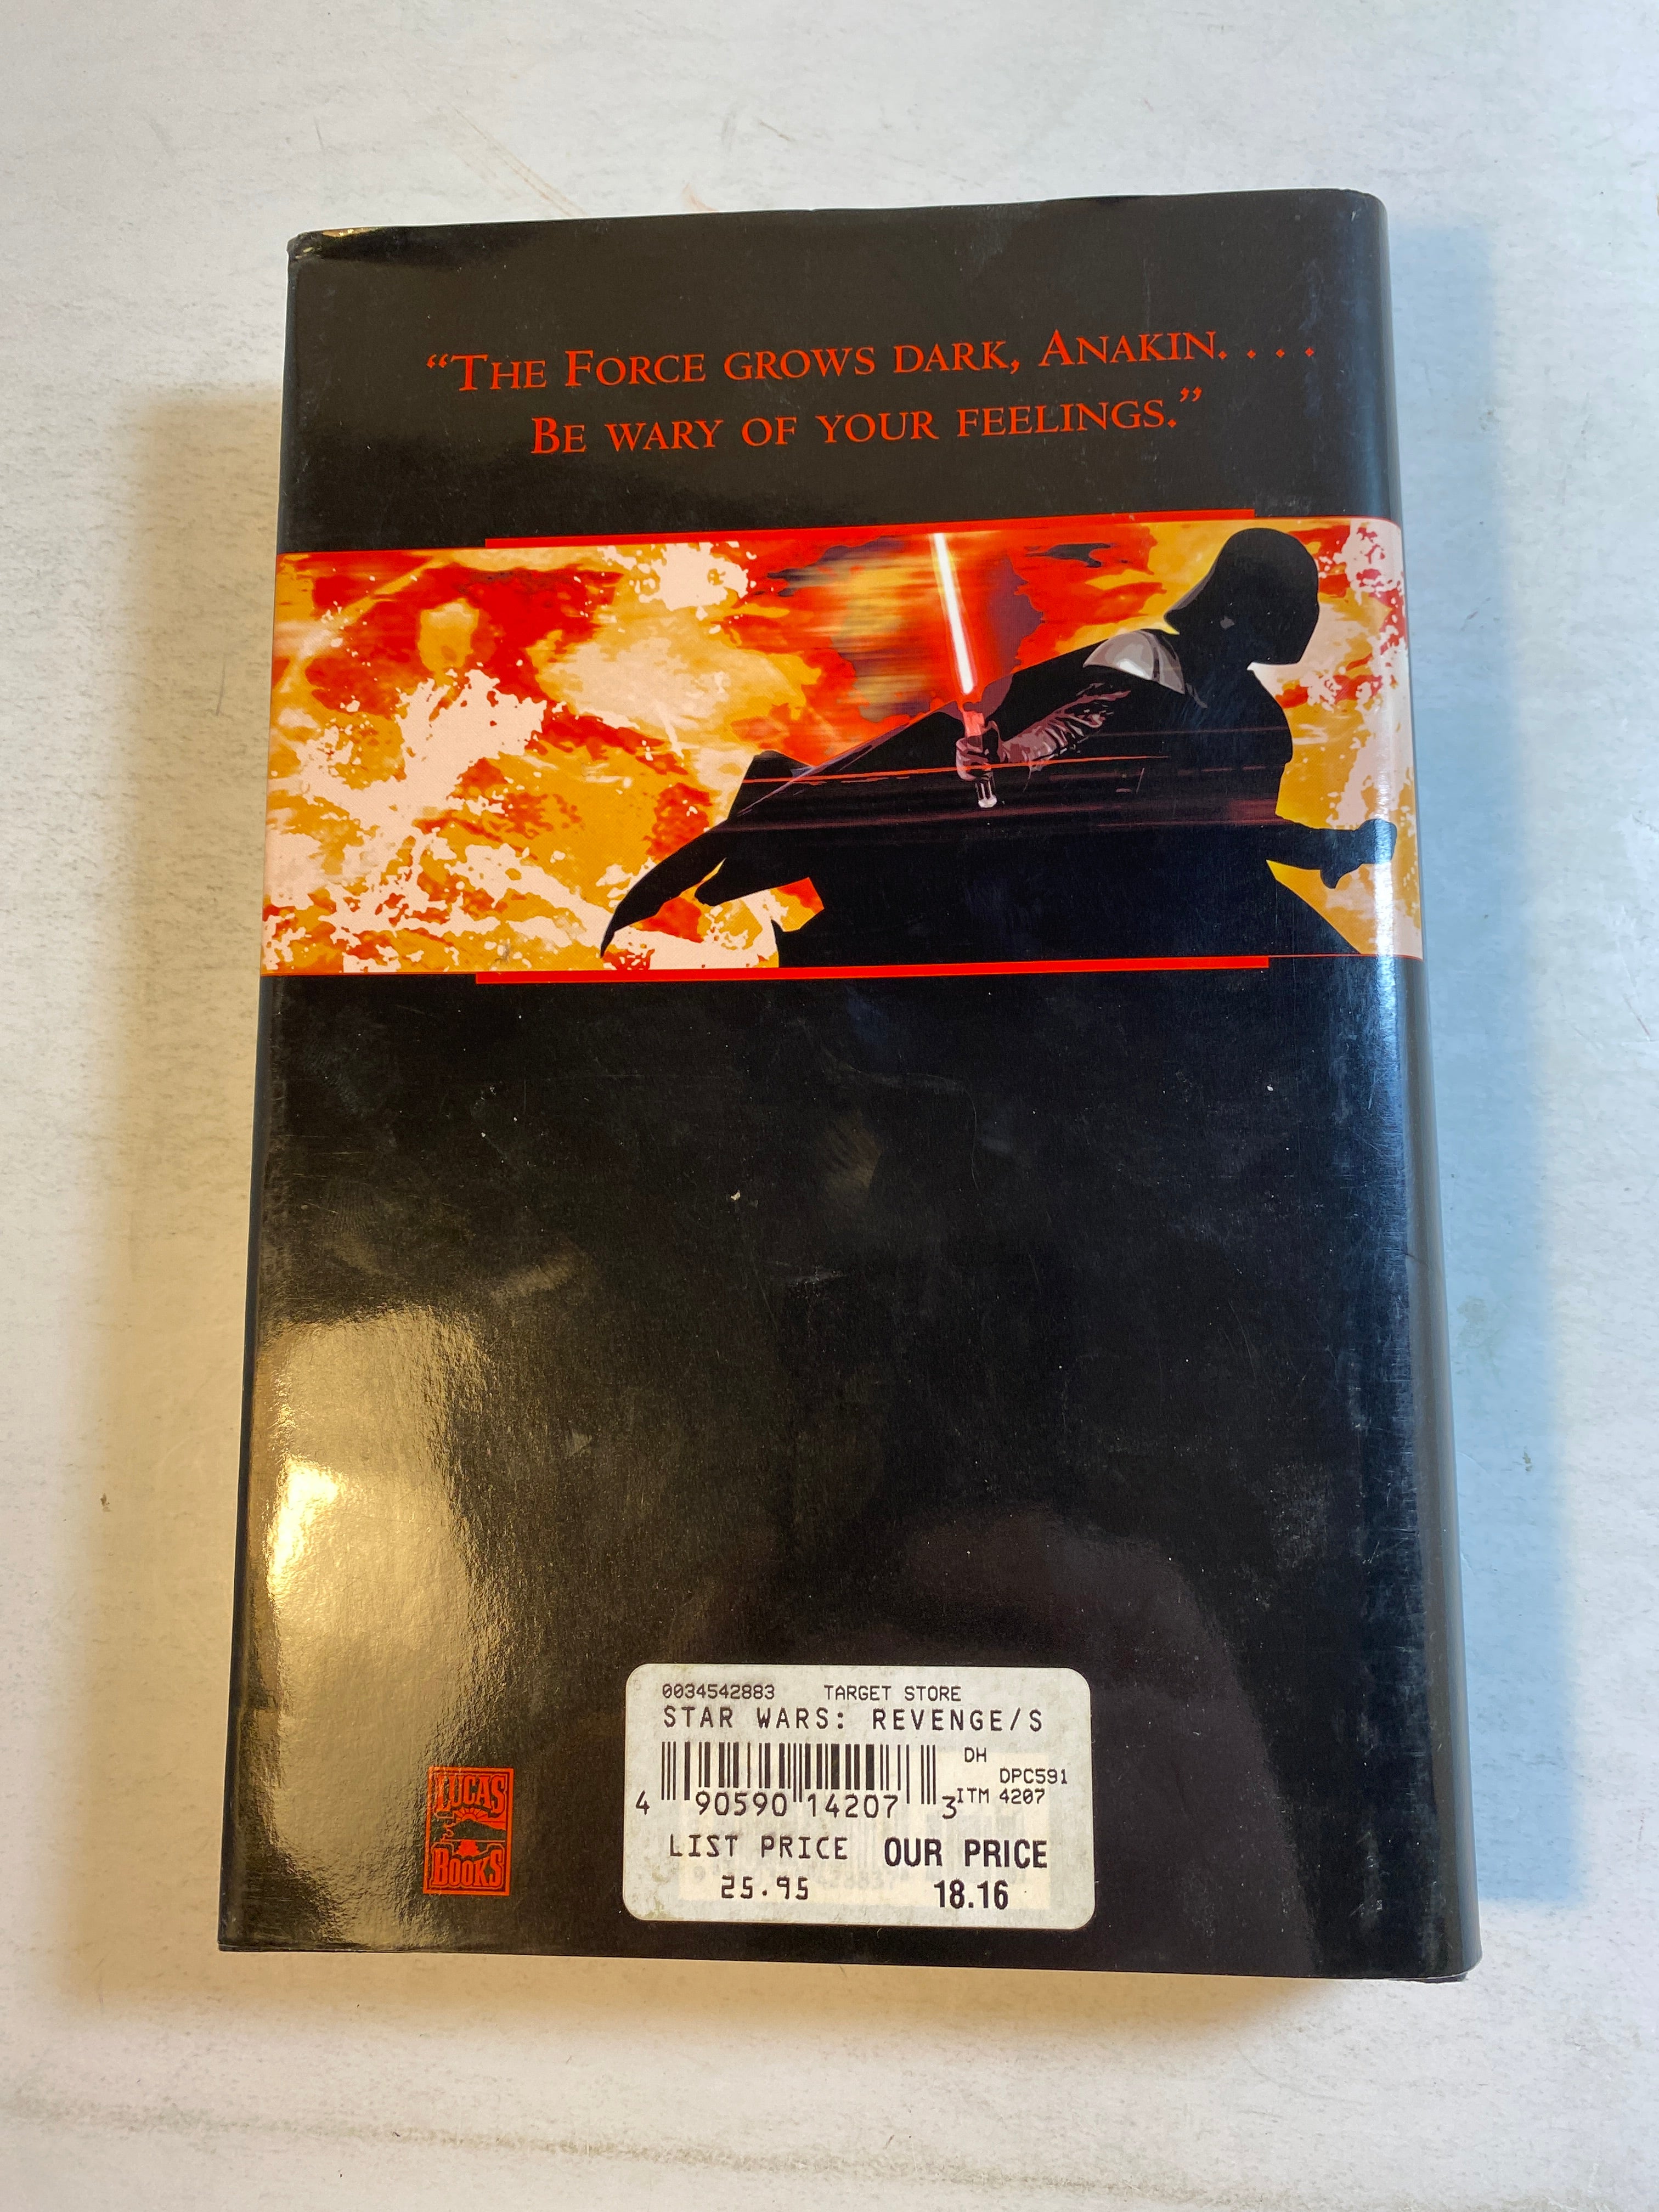 “THE FORCE GROWS DARK, ANAKIN. . . .
BE WARY OF YOUR FEELINGS.”
LUCAS
BOOKS
0034542883 TARGET STORE
STAR WARS: REVENGE/S
DH
DPC591
ITM 4207
4 90590 14207 3
LIST PRICE OUR PRICE
25.95 18.16